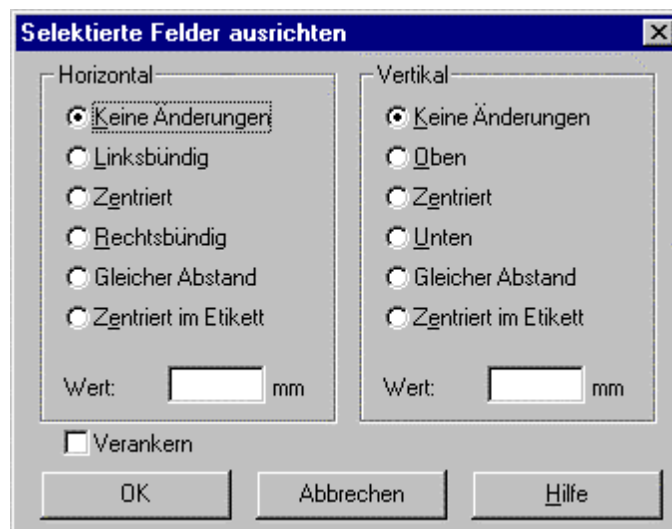 Selektierte Felder ausrichten
Horizontal
Keine Änderungen
Linksbündig
Zentriert
Rechtsbündig
Gleicher Abstand
Zentriert im Etikett
Wert: mm
Vertikal
Keine Änderungen
Oben
Zentriert
Unten
Gleicher Abstand
Zentriert im Etikett
Wert: mm
Verankern
OK Abbrechen Hilfe